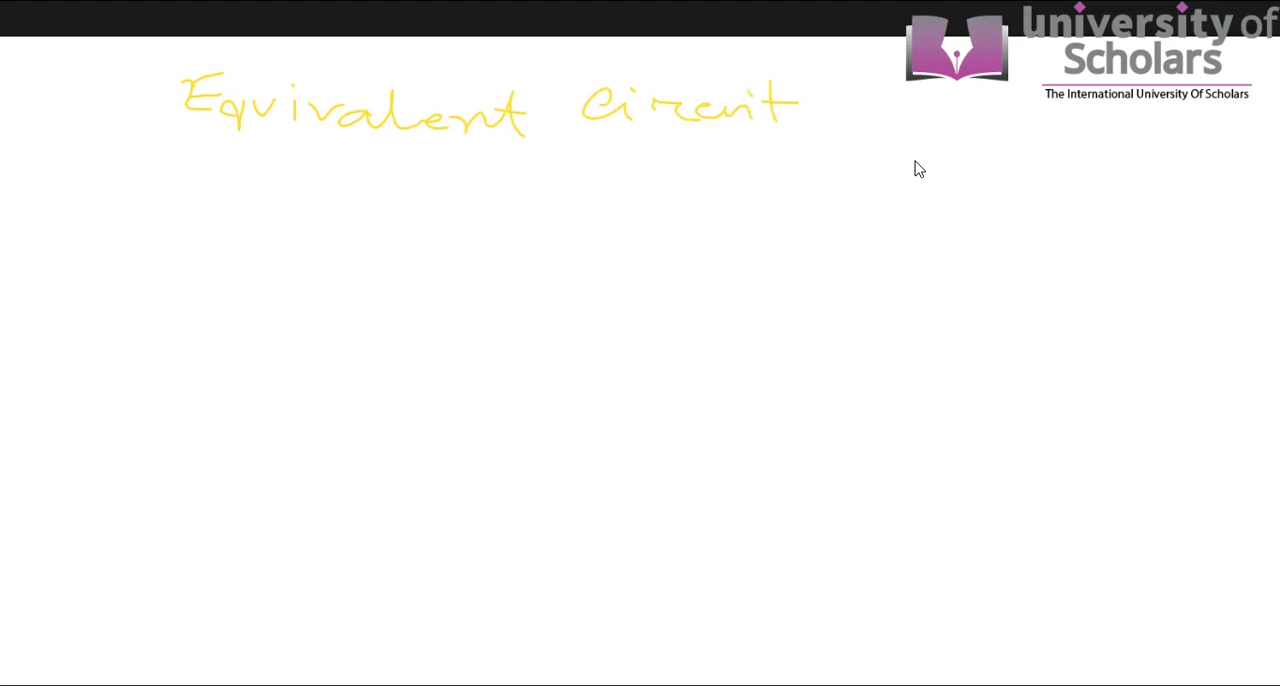 university of
Scholars
The International University Of Scholars
Equivalent circuit